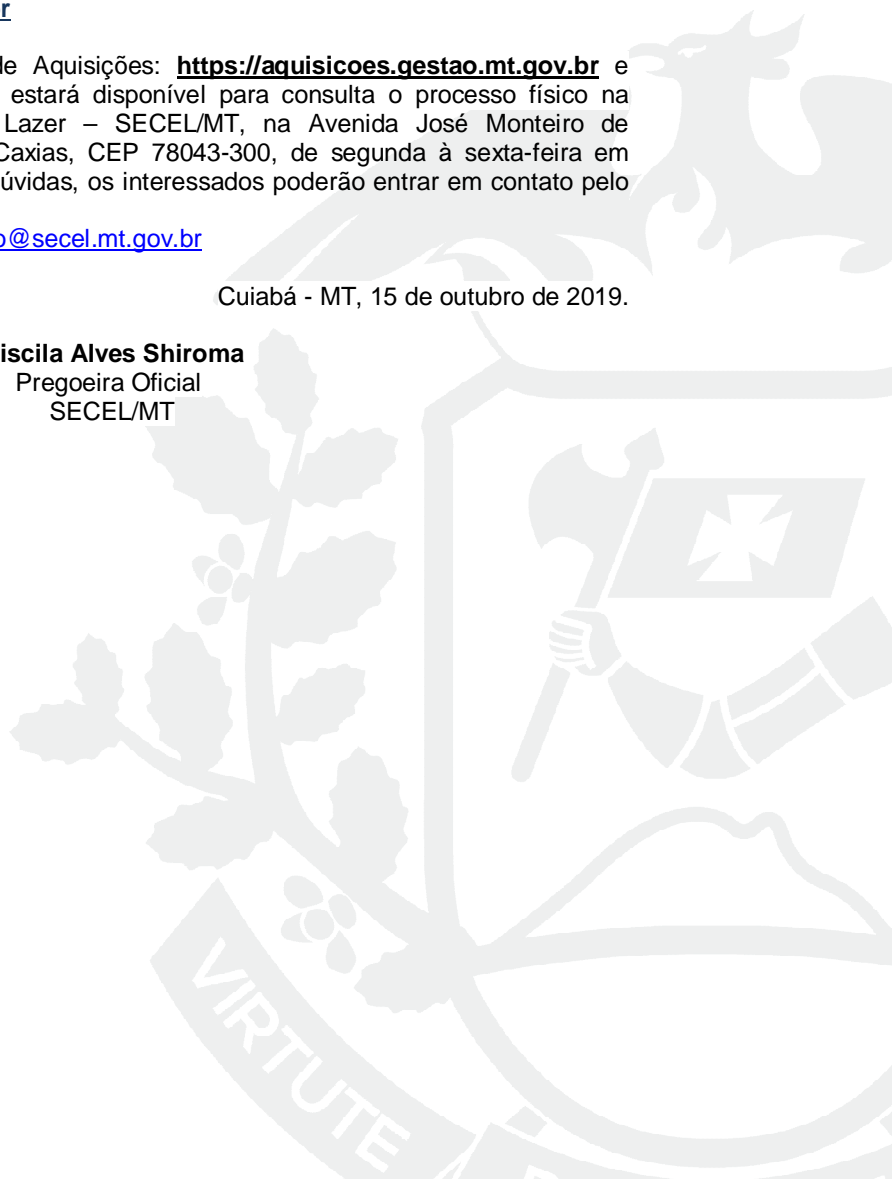 r
de Aquisições: https://aquisicoes.gestao.mt.gov.br e
estará disponível para consulta o processo físico na
Lazer – SECEL/MT, na Avenida José Monteiro de
Caxias, CEP 78043-300, de segunda à sexta-feira em
úvidas, os interessados poderão entrar em contato pelo
o@secel.mt.gov.br
Cuiabá - MT, 15 de outubro de 2019.
iscila Alves Shiroma
Pregoeira Oficial
SECEL/MT
VIRTUTE